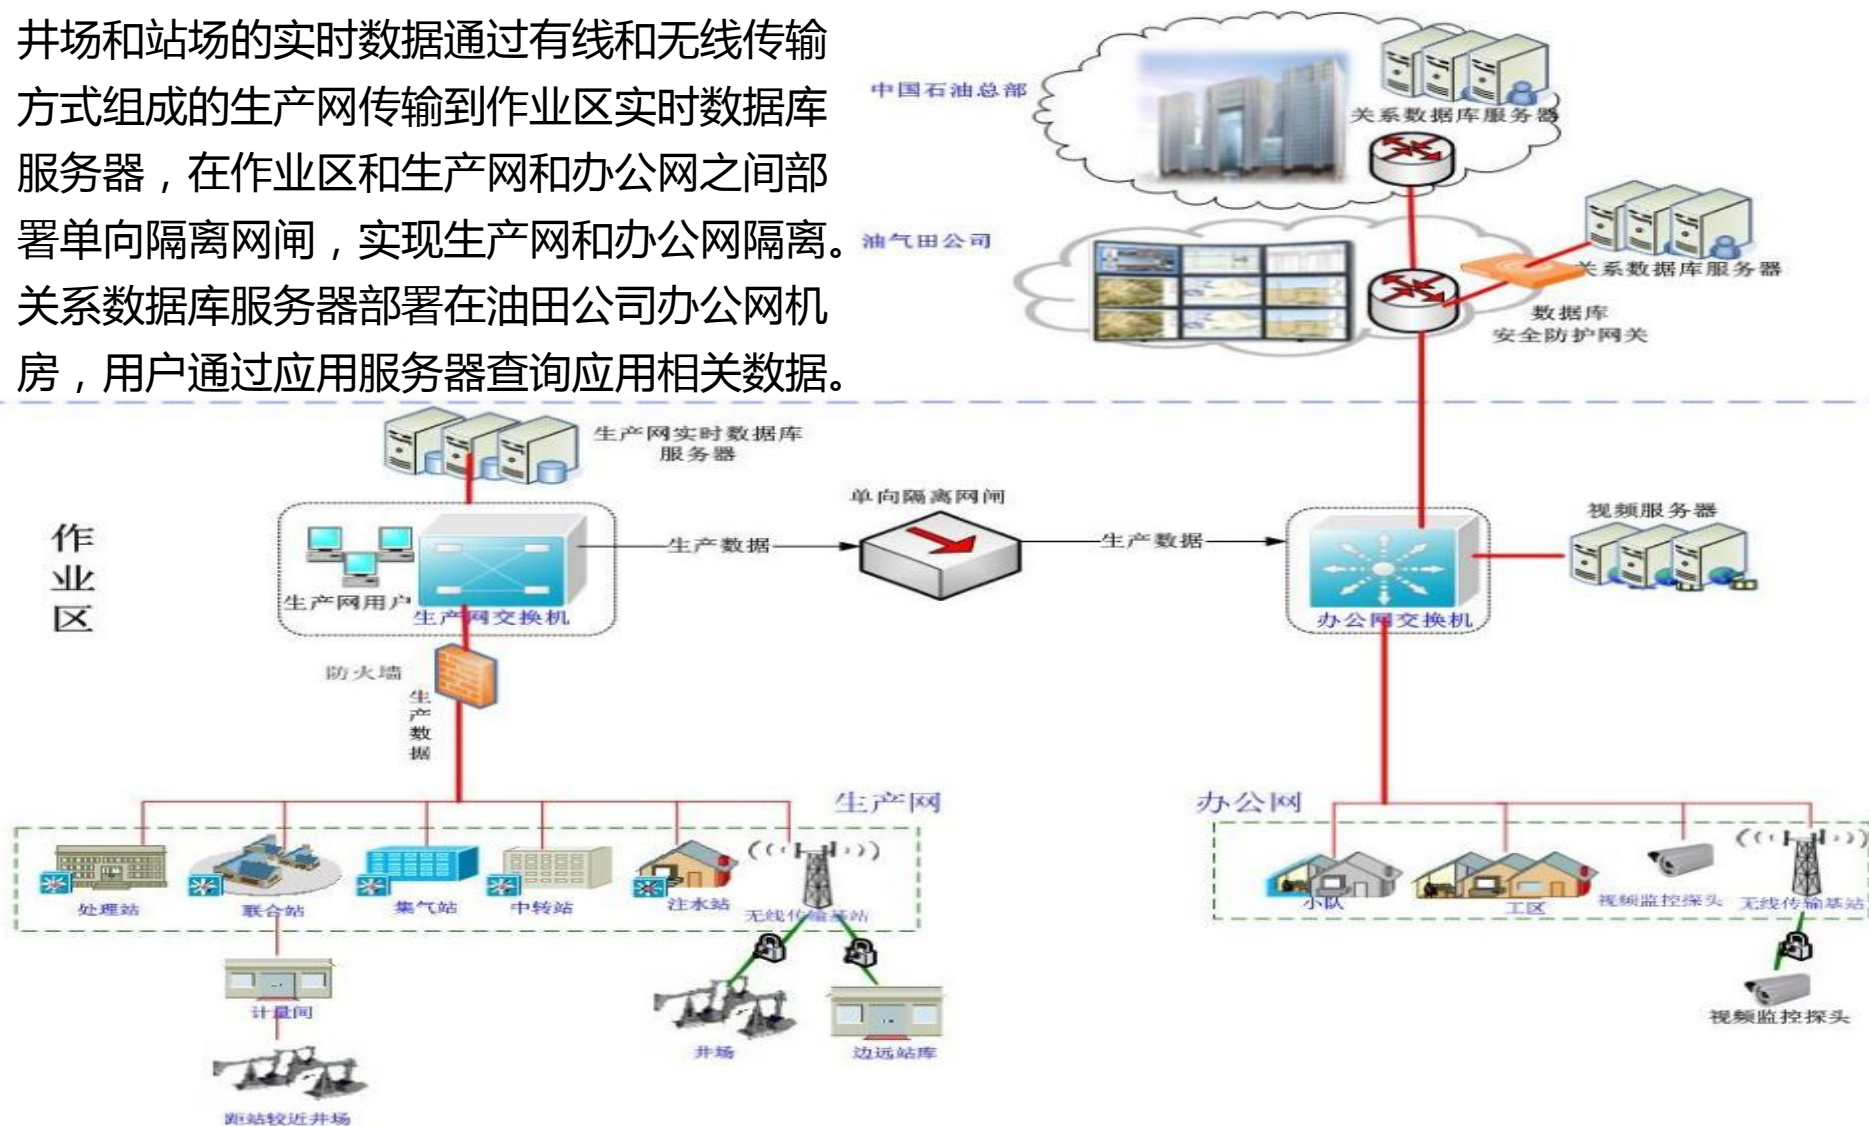 井场和站场的实时数据通过有线和无线传输
方式组成的生产网传输到作业区实时数据库
服务器，在作业区和生产网和办公网之间部
署单向隔离网闸，实现生产网和办公网隔离。
关系数据库服务器部署在油田公司办公网机
房，用户通过应用服务器查询应用相关数据。
中国石油总部
关系数据库服务器
油气田公司
关系数据库服务器
数据库
安全防护网关
作
业
区
生产网实时数据库
服务器
生产网用户
生产网交换机
生产数据
单向隔离网闸
生产数据
办公网交换机
视频服务器
防火墙
生
产
数
据
生产网
办公网
处理站
联合站
集气站
中转站
注水站
无线传输基站
小队
工区
视频监控探头
无线传输基站
计量间
井场
边远站库
视频监控探头
距站较近井场